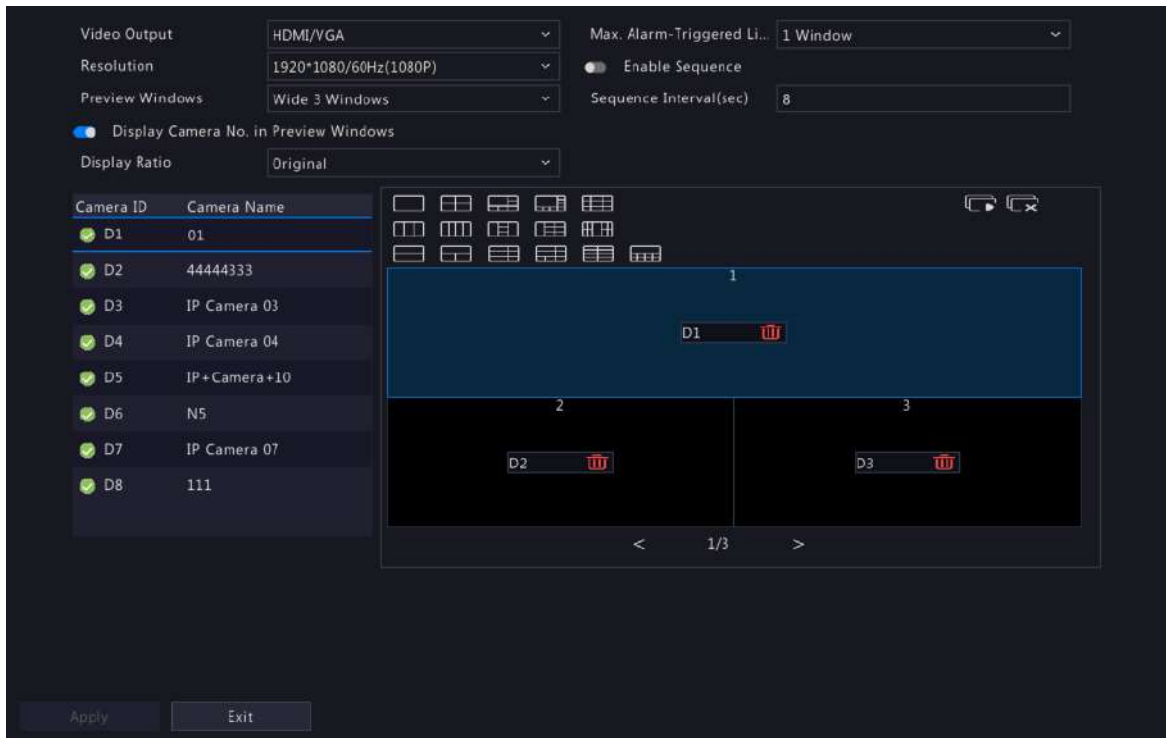 Video Output HDMI/VGA Max. Alarm-Triggered Li... 1 Window
Resolution 1920*1080/60Hz(1080P) Enable Sequence
Preview Windows Wide 3 Windows Sequence Interval(sec) 8
Display Camera No. in Preview Windows
Display Ratio Original
Camera ID Camera Name
D1 01
D2 44444333
D3 IP Camera 03
D4 IP Camera 04
D5 IP+Camera+10
D6 N5
D7 IP Camera 07
D8 111
1
D1
2 3
D2 D3
< 1/3 >
Apply Exit